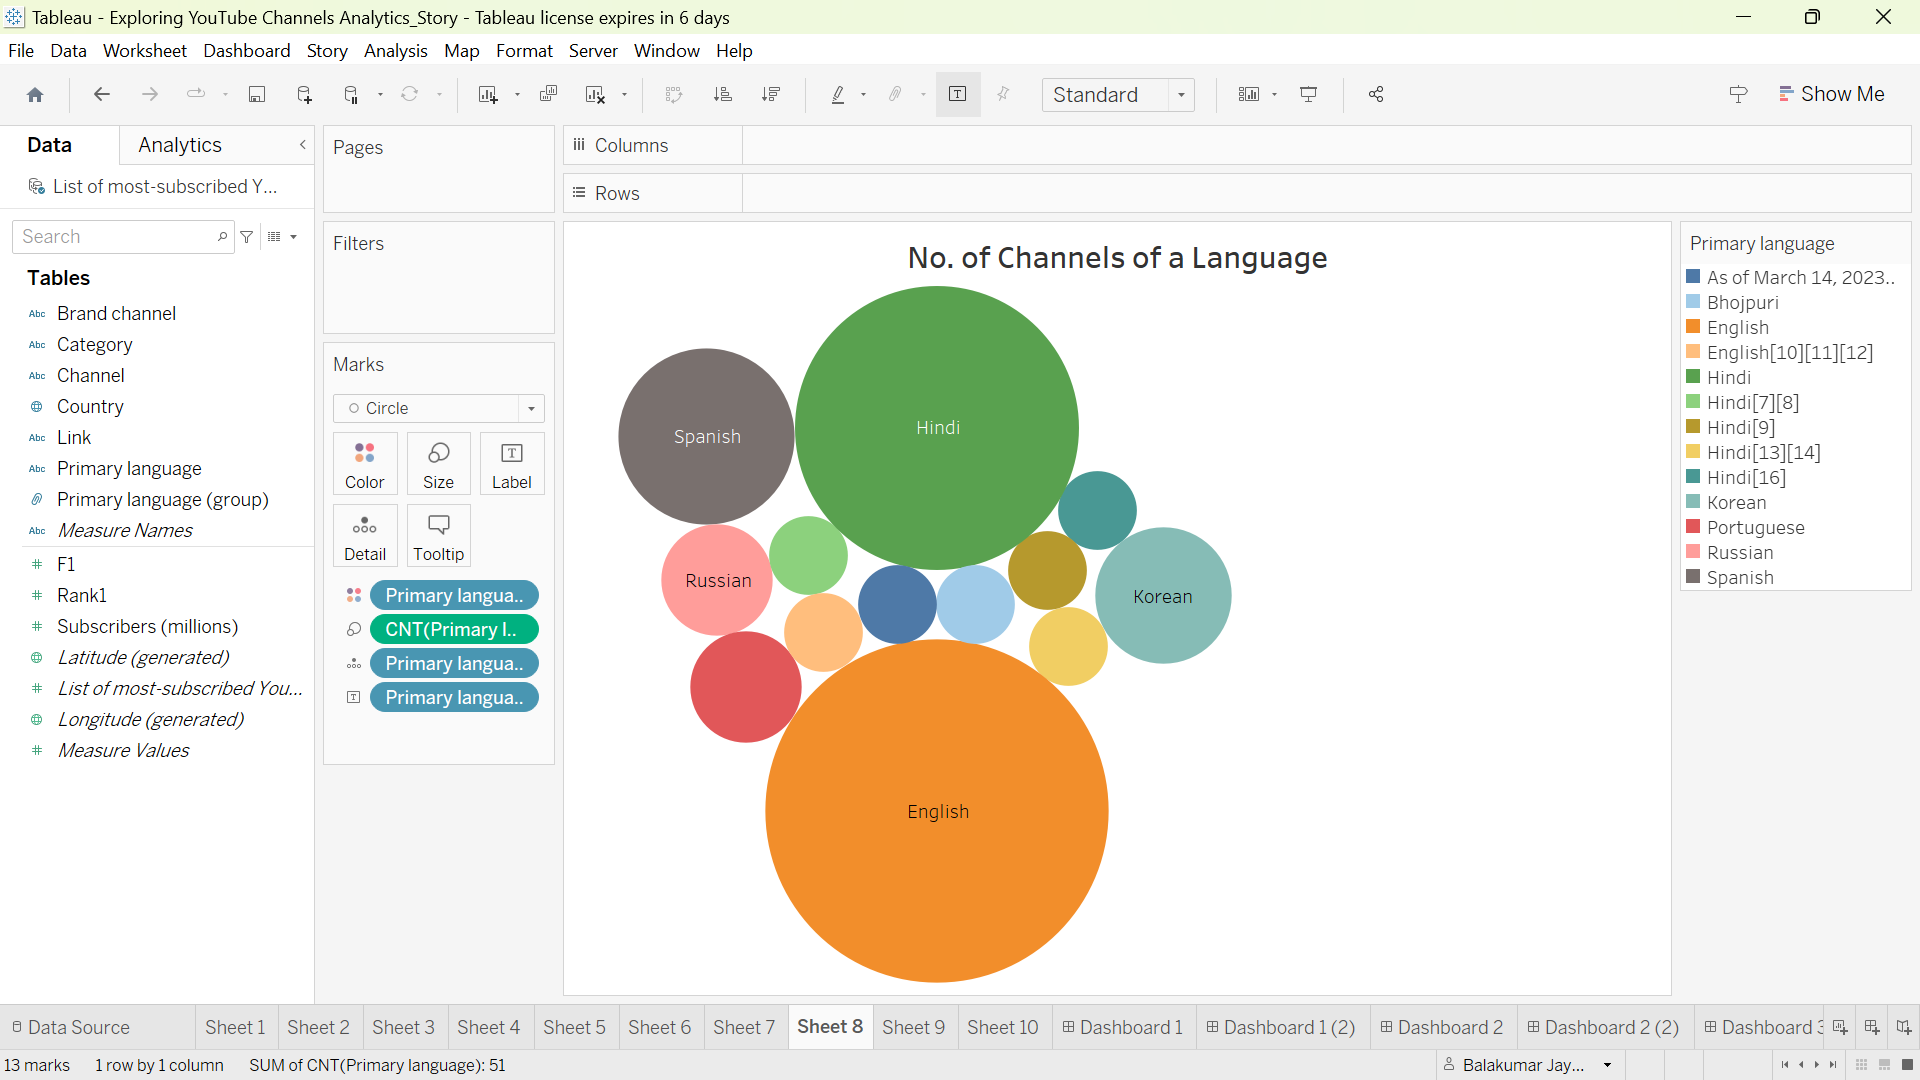 Tableau - Exploring YouTube Channels Analytics_Story - Tableau license expires in 6 days
File Data Worksheet Dashboard Story Analysis Map Format Server Window Help
Standard
Show Me
Data Analytics
List of most-subscribed Y...
Search
Tables
Abc Brand channel
Abc Category
Abc Channel
Country
Abc Link
Abc Primary language
Primary language (group)
Abc Measure Names
# F1
# Rank1
# Subscribers (millions)
Latitude (generated)
# List of most-subscribed You...
Longitude (generated)
# Measure Values
Pages
Filters
Marks
Circle
Color Size Label
Detail Tooltip
Primary langua..
CNT(Primary l..
Primary langua..
Primary langua..
Columns
Rows
No. of Channels of a Language
Hindi
Spanish
Russian
Korean
English
Primary language
As of March 14, 2023..
Bhojpuri
English
English[10][11][12]
Hindi
Hindi[7][8]
Hindi[9]
Hindi[13][14]
Hindi[16]
Korean
Portuguese
Russian
Spanish
Data Source Sheet 1 Sheet 2 Sheet 3 Sheet 4 Sheet 5 Sheet 6 Sheet 7 Sheet 8 Sheet 9 Sheet 10 Dashboard 1 Dashboard 1 (2) Dashboard 2 Dashboard 2 (2) Dashboard 3
13 marks 1 row by 1 column SUM of CNT(Primary language): 51 Balakumar Jay...